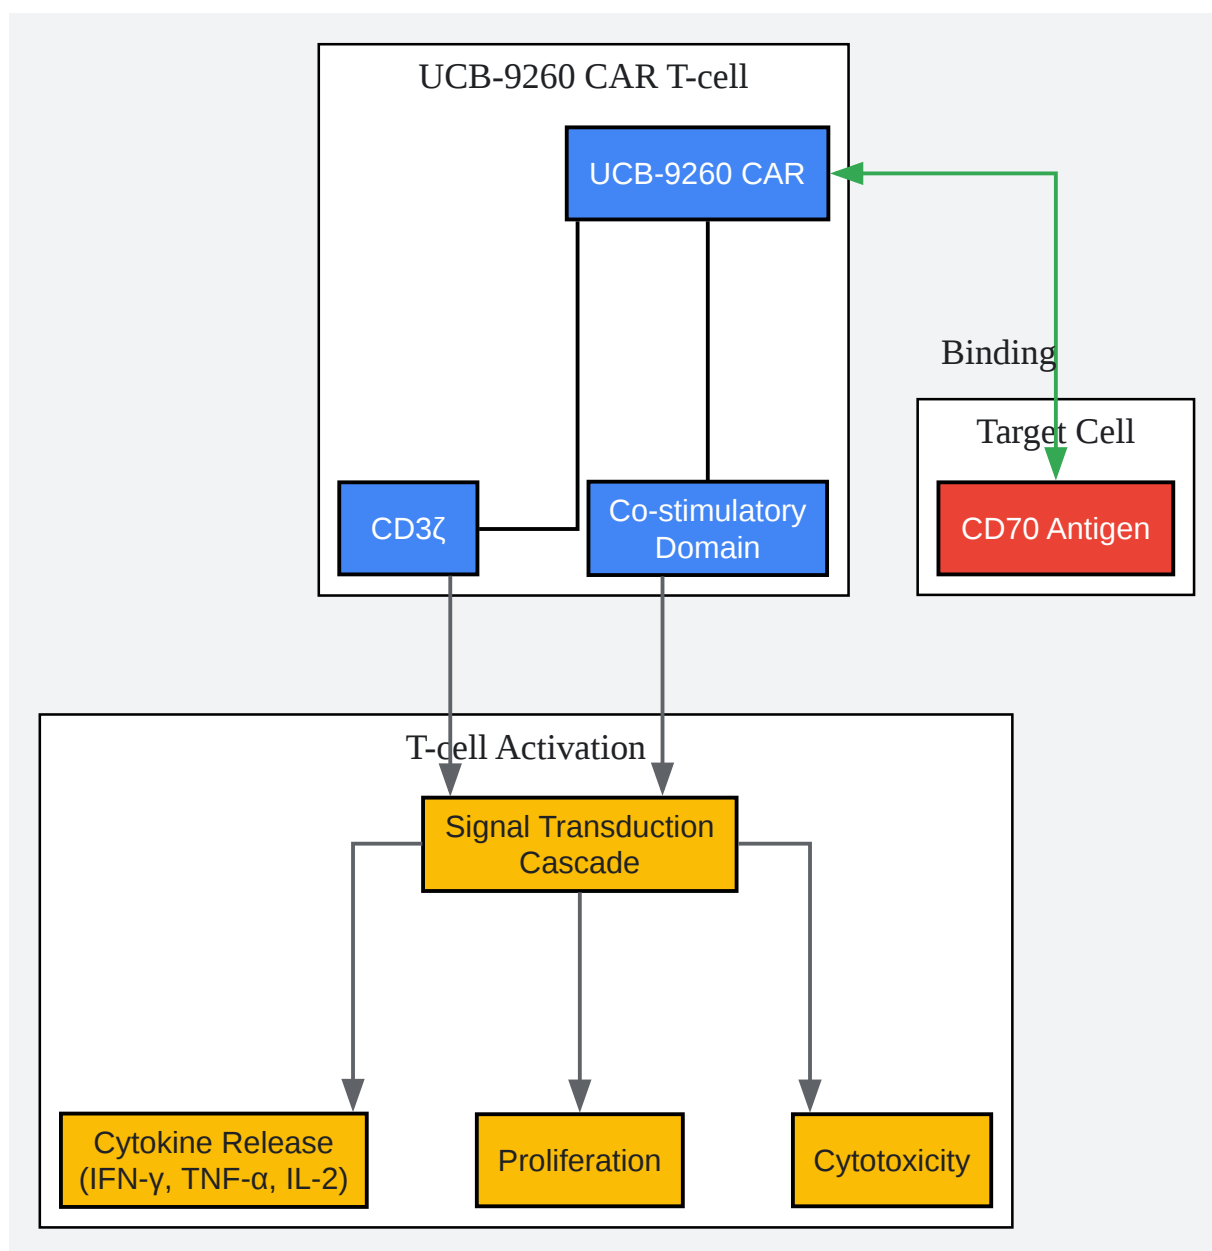 UCB-9260 CAR T-cell
UCB-9260 CAR
Binding
Target Cell
CD3ζ
Co-stimulatory
Domain
CD70 Antigen
T-cell Activation
Signal Transduction
Cascade
Cytokine Release
(IFN-γ, TNF-α, IL-2)
Proliferation
Cytotoxicity